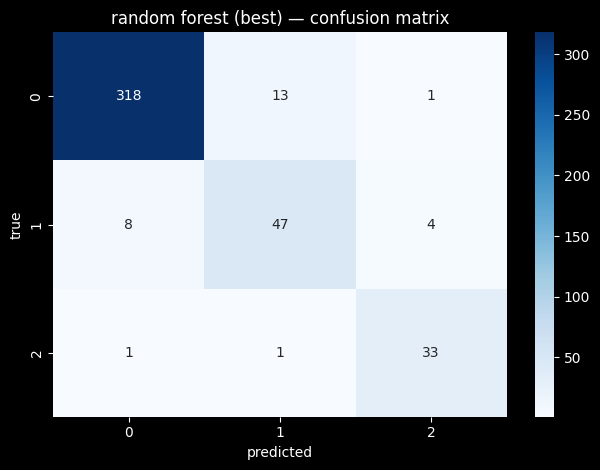 random forest (best) — confusion matrix
318 13 1
8 47 4
1 1 33
0
1
2
true
0 1 2
predicted
300
250
200
150
100
50